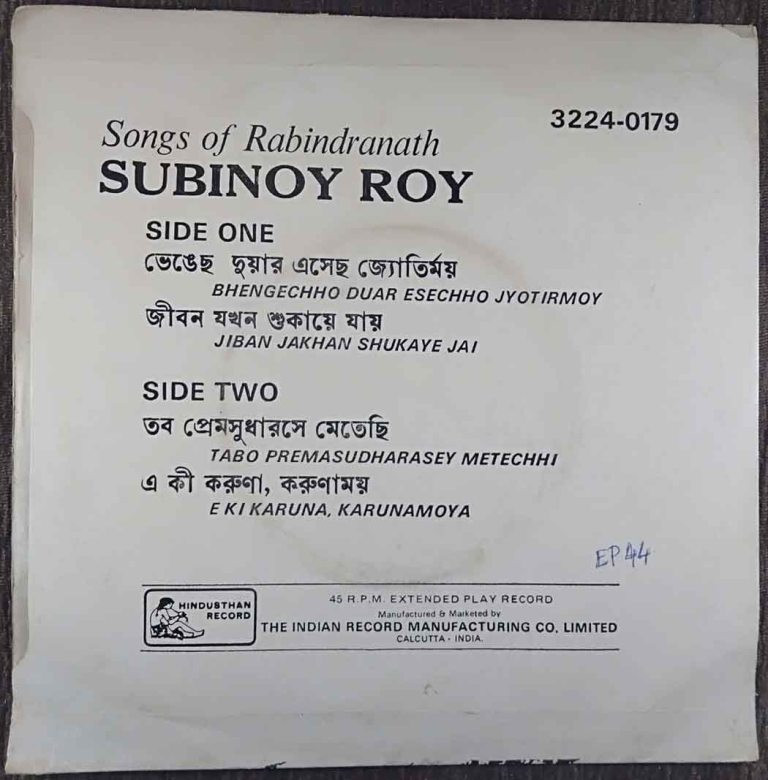 3224-0179
Songs of Rabindranath
SUBINOY ROY
SIDE ONE
ভেঙেছ দুয়ার এসেছ জ্যোতির্ময়
BHENGECHHO DUAR ESECHHO JYOTIRMOY
জীবন যখন শুকায়ে যায়
JIBAN JAKHAN SHUKAYE JAI
SIDE TWO
তব প্রেমসুধারসে মেতেছি
TABO PREMASUDHARASEY METECHHI
এ কী করুণা, করুণাময়
E KI KARUNA, KARUNAMOYA
EP 44
HINDUSTHAN
RECORD
45 R.P.M. EXTENDED PLAY RECORD
Manufactured & Marketed by
THE INDIAN RECORD MANUFACTURING CO. LIMITED
CALCUTTA - INDIA.